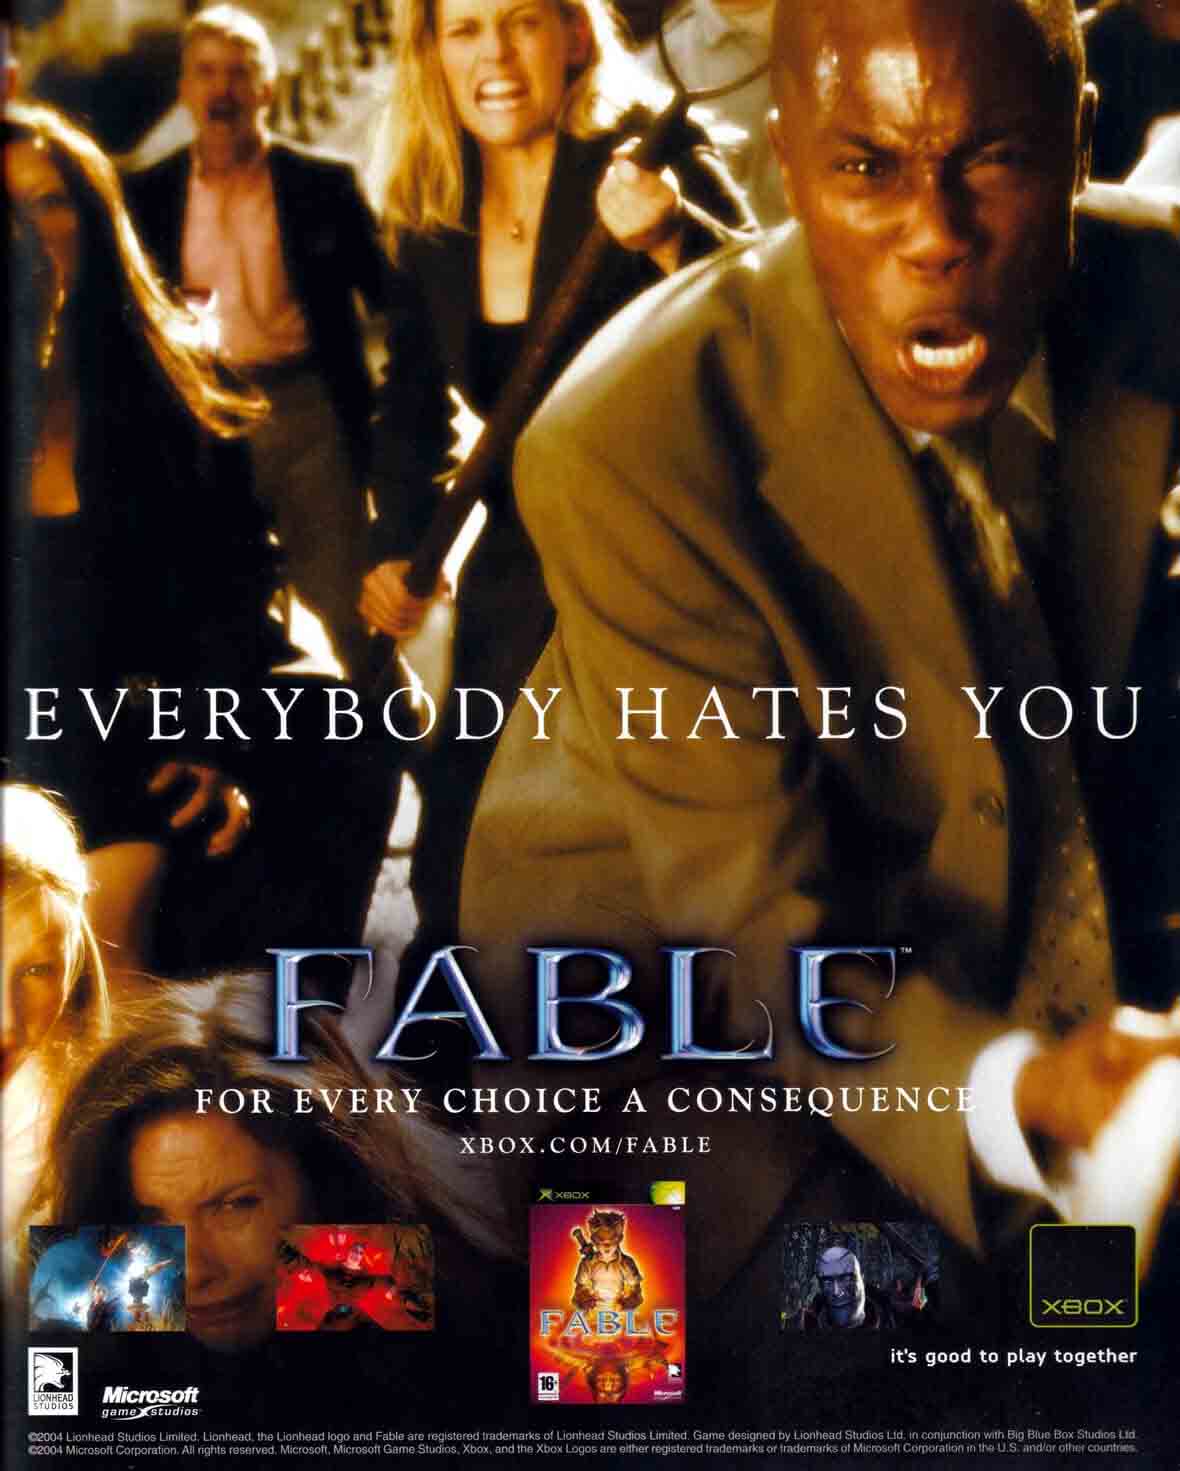 EVERYBODY HATES YOU
FABLE™
FOR EVERY CHOICE A CONSEQUENCE
XBOX.COM/FABLE
XBOX
FABLE
16+
Microsoft
XBOX
it's good to play together
LIONHEAD
STUDIOS
Microsoft
game studios
©2004 Lionhead Studios Limited. Lionhead, the Lionhead logo and Fable are registered trademarks of Lionhead Studios Limited. Game designed by Lionhead Studios Ltd, in conjunction with Big Blue Box Studios Ltd.
©2004 Microsoft Corporation. All rights reserved. Microsoft, Microsoft Game Studios, Xbox, and the Xbox Logos are either registered trademarks or trademarks of Microsoft Corporation in the U.S. and/or other countries.